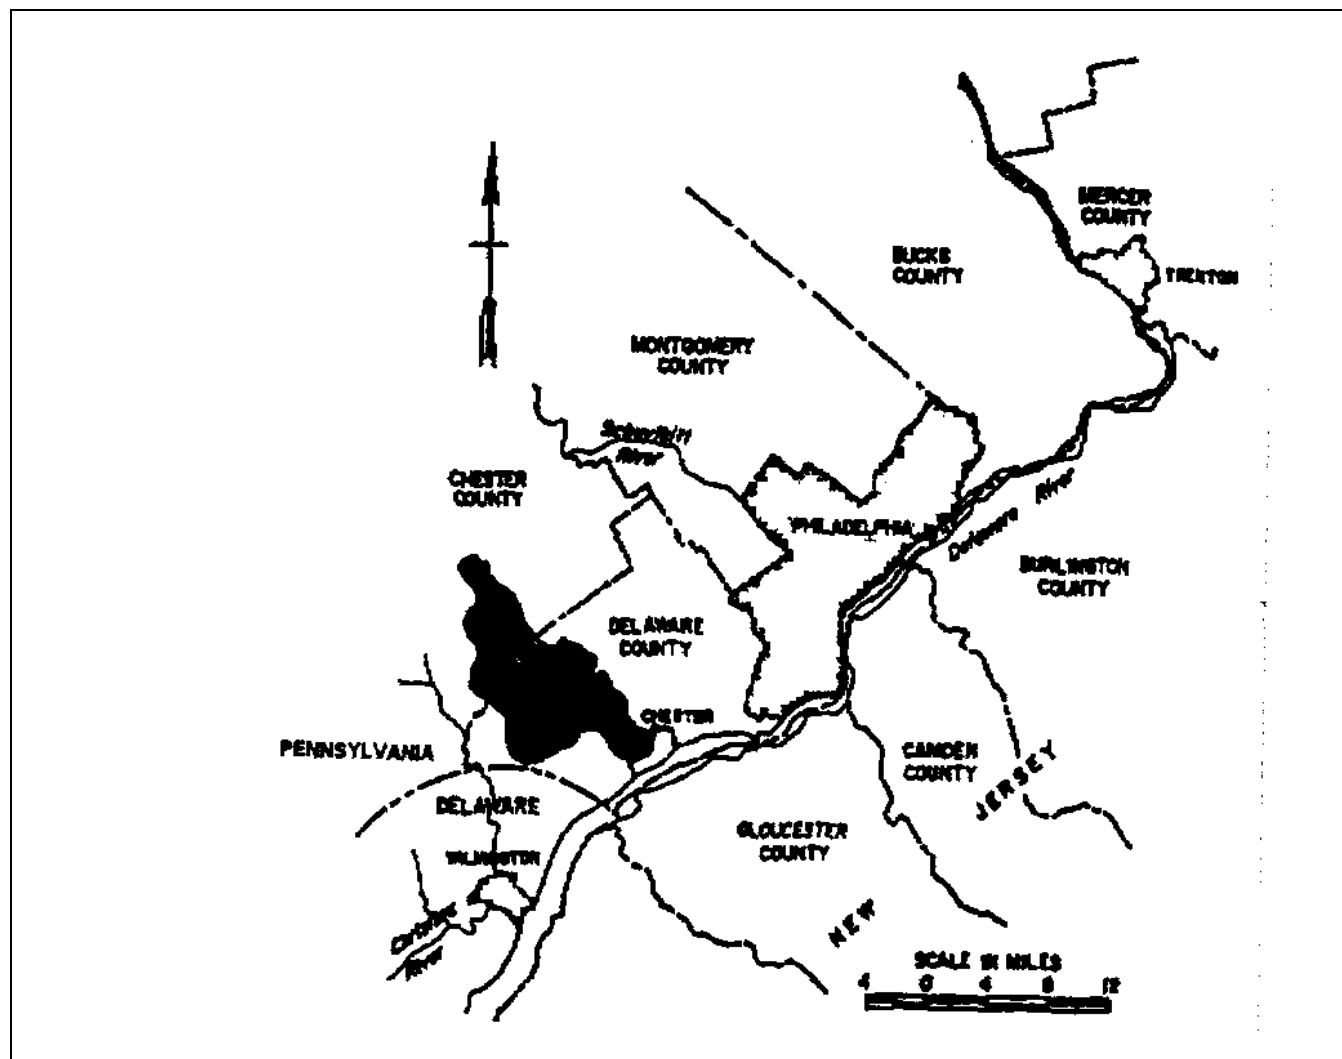 MERCER
COUNTY
BUCKS
COUNTY
TRENTON
MONTGOMERY
COUNTY
Schuylkill
River
CHESTER
COUNTY
PHILADELPHIA
Delaware River
BURLINGTON
COUNTY
DELAWARE
COUNTY
CHESTER
PENNSYLVANIA
CAMDEN
COUNTY
NEW JERSEY
DELAWARE
GLOUCESTER
COUNTY
WILMINGTON
Christina
River
SCALE IN MILES
4 0 4 8 12